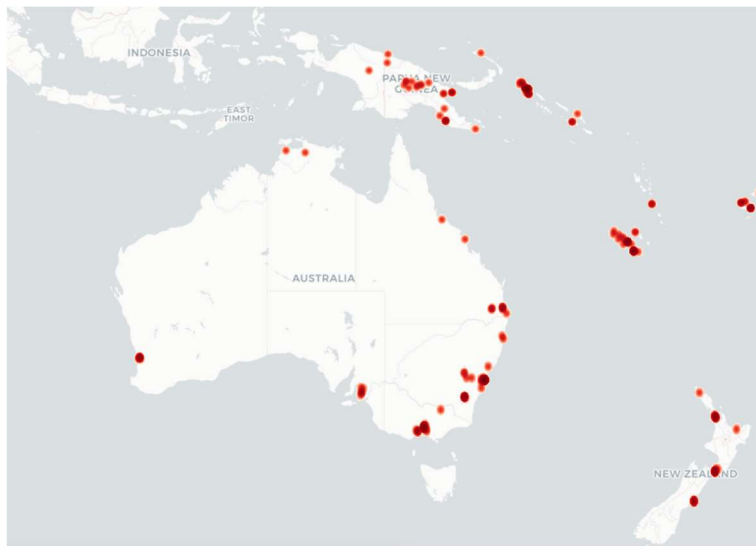 INDONESIA
PAPUA NEW
GUINEA
EAST
TIMOR
AUSTRALIA
NEW ZEALAND